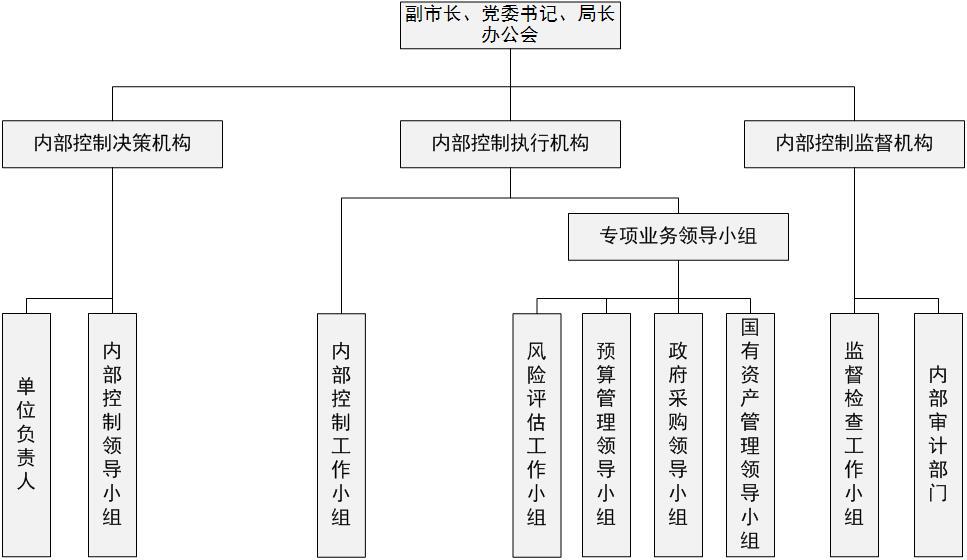 副市长、党委书记、局长
办公会
内部控制决策机构
内部控制执行机构
内部控制监督机构
专项业务领导小组
单位负责人
内部控制领导小组
内部控制工作小组
风险评估工作小组
预算管理领导小组
政府采购领导小组
国有资产管理领导小组
监督检查工作小组
内部审计部门